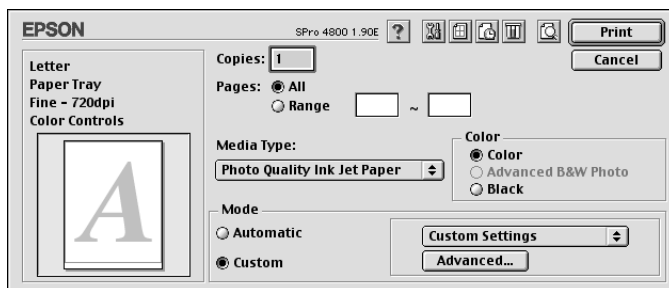 EPSON
SPro 4800 1.90E
?
Print
Cancel
Letter
Paper Tray
Fine - 720dpi
Color Controls
A
Copies: 1
Pages: All
Range ~
Media Type:
Photo Quality Ink Jet Paper
Color
Color
Advanced B&W Photo
Black
Mode
Automatic
Custom
Custom Settings
Advanced...